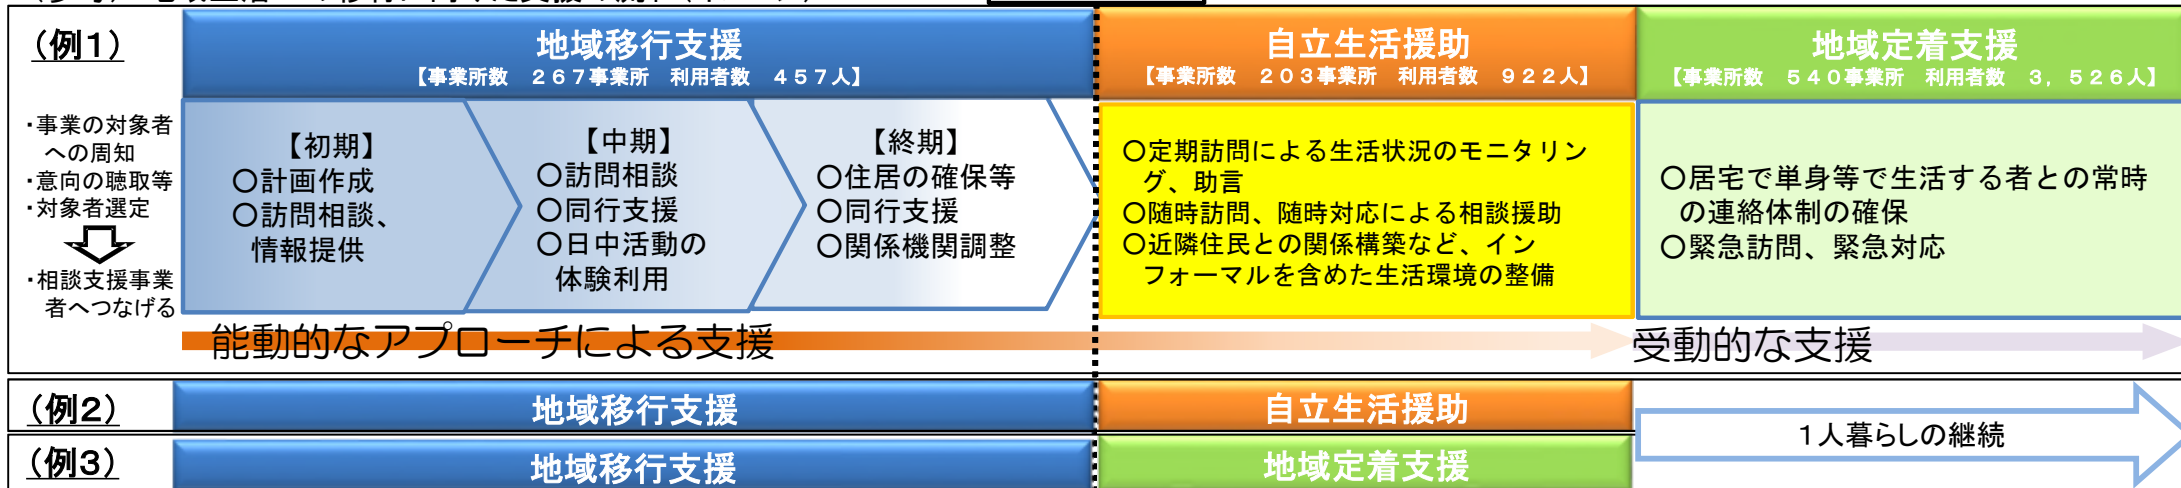 (例1)
地域移行支援
【事業所数 267事業所 利用者数 457人】
自立生活援助
【事業所数 203事業所 利用者数 922人】
地域定着支援
【事業所数 540事業所 利用者数 3,526人】
・事業の対象者
への周知
・意向の聴取等
・対象者選定
・相談支援事業
者へつなげる
【初期】
○計画作成
○訪問相談、
情報提供
【中期】
○訪問相談
○同行支援
○日中活動の
体験利用
【終期】
○住居の確保等
○同行支援
○関係機関調整
○定期訪問による生活状況のモニタリン
グ、助言
○随時訪問、随時対応による相談援助
○近隣住民との関係構築など、イン
フォーマルを含めた生活環境の整備
○居宅で単身等で生活する者との常時
の連絡体制の確保
○緊急訪問、緊急対応
能動的なアプローチによる支援
受動的な支援
(例2)
地域移行支援
自立生活援助
1人暮らしの継続
(例3)
地域移行支援
地域定着支援